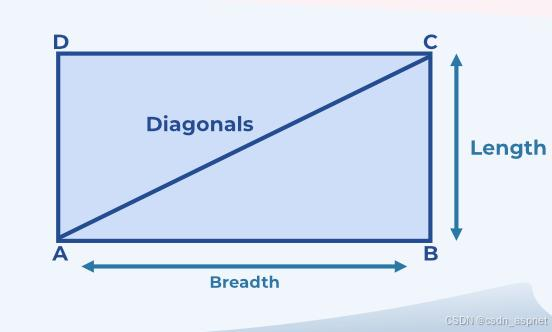 D
C
Diagonals
Length
A
B
Breadth
CSDN @csdn_aspnet